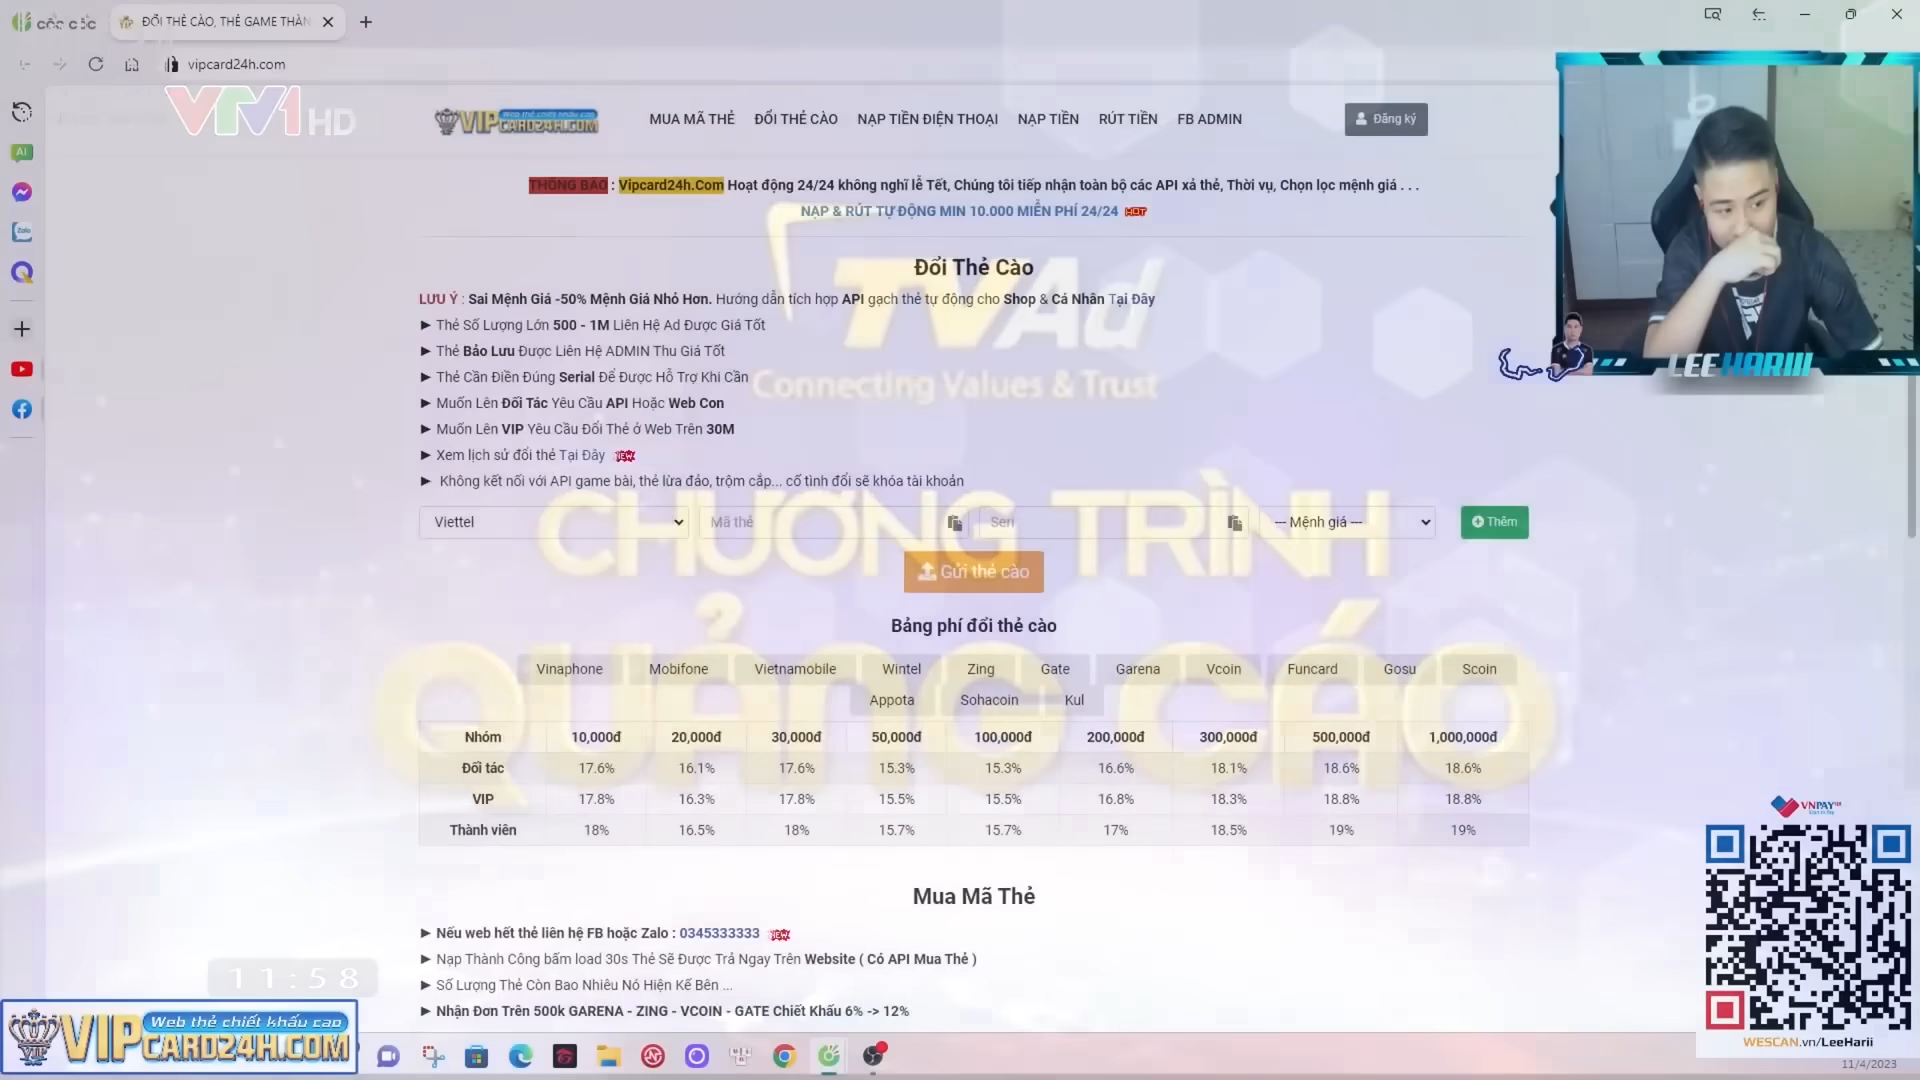 cốc cốc
ĐỔI THẺ CÀO, THẺ GAME THÀN
vipcard24h.com
VTV1 HD
VIPCARD24H.COM
Web thẻ chiết khấu cao
MUA MÃ THẺ ĐỔI THẺ CÀO NẠP TIỀN ĐIỆN THOẠI NẠP TIỀN RÚT TIỀN FB ADMIN
Đăng ký
THÔNG BÁO : Vipcard24h.Com Hoạt động 24/24 không nghĩ lễ Tết, Chúng tôi tiếp nhận toàn bộ các API xả thẻ, Thời vụ, Chọn lọc mệnh giá . . .
NẠP & RÚT TỰ ĐỘNG MIN 10.000 MIỄN PHÍ 24/24 HOT
Đổi Thẻ Cào
LƯU Ý : Sai Mệnh Giá -50% Mệnh Giá Nhỏ Hơn. Hướng dẫn tích hợp API gạch thẻ tự động cho Shop & Cá Nhân Tại Đây
► Thẻ Số Lượng Lớn 500 - 1M Liên Hệ Ad Được Giá Tốt
► Thẻ Bảo Lưu Được Liên Hệ ADMIN Thu Giá Tốt
► Thẻ Cần Điền Đúng Serial Để Được Hỗ Trợ Khi Cần
► Muốn Lên Đối Tác Yêu Cầu API Hoặc Web Con
► Muốn Lên VIP Yêu Cầu Đổi Thẻ ở Web Trên 30M
► Xem lịch sử đổi thẻ Tại Đây NEW
► Không kết nối với API game bài, thẻ lừa đảo, trộm cắp... cố tình đổi sẽ khóa tài khoản
TVAd
Connecting Values & Trust
CHƯƠNG TRÌNH
QUẢNG CÁO
LEEHARIII
Viettel Mã thẻ Seri --- Mệnh giá --- Thêm
Gửi thẻ cào
Bảng phí đổi thẻ cào
Vinaphone Mobifone Vietnamobile Wintel Zing Gate Garena Vcoin Funcard Gosu Scoin
Appota Sohacoin Kul
Nhóm 10,000đ 20,000đ 30,000đ 50,000đ 100,000đ 200,000đ 300,000đ 500,000đ 1,000,000đ
Đối tác 17.6% 16.1% 17.6% 15.3% 15.3% 16.6% 18.1% 18.6% 18.6%
VIP 17.8% 16.3% 17.8% 15.5% 15.5% 16.8% 18.3% 18.8% 18.8%
Thành viên 18% 16.5% 18% 15.7% 15.7% 17% 18.5% 19% 19%
Mua Mã Thẻ
► Nếu web hết thẻ liên hệ FB hoặc Zalo : 0345333333 NEW
► Nạp Thành Công bấm load 30s Thẻ Sẽ Được Trả Ngay Trên Website ( Có API Mua Thẻ )
► Số Lượng Thẻ Còn Bao Nhiêu Nó Hiện Kế Bên ...
► Nhận Đơn Trên 500k GARENA - ZING - VCOIN - GATE Chiết Khấu 6% -> 12%
11:58
Web thẻ chiết khấu cao
VIPCARD24H.COM
VNPAY
WESCAN.vn/LeeHarii
11/4/2023
AI
Zalo